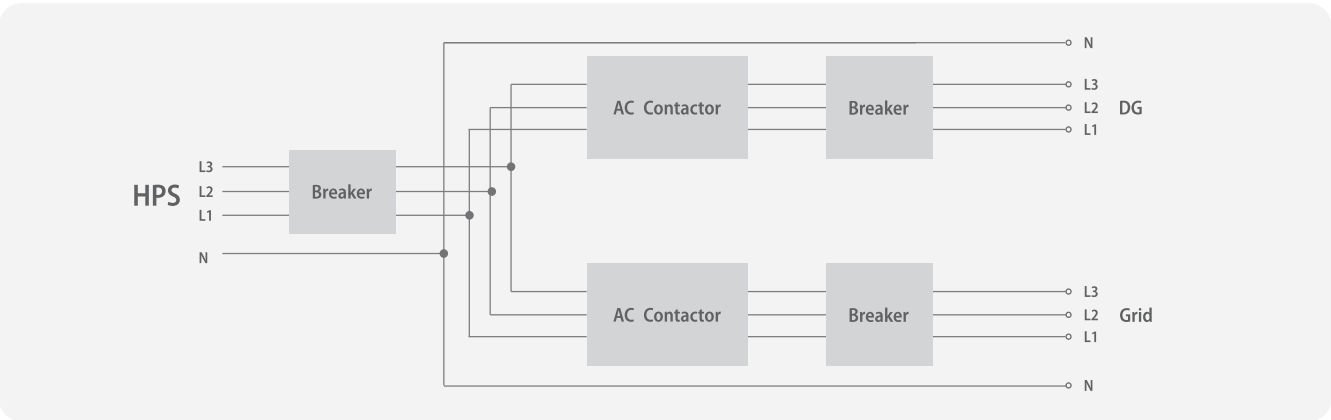 N
L3
AC Contactor
Breaker
L2
DG
L1
L3
HPS
L2
Breaker
L1
N
L3
AC Contactor
Breaker
L2
Grid
L1
N